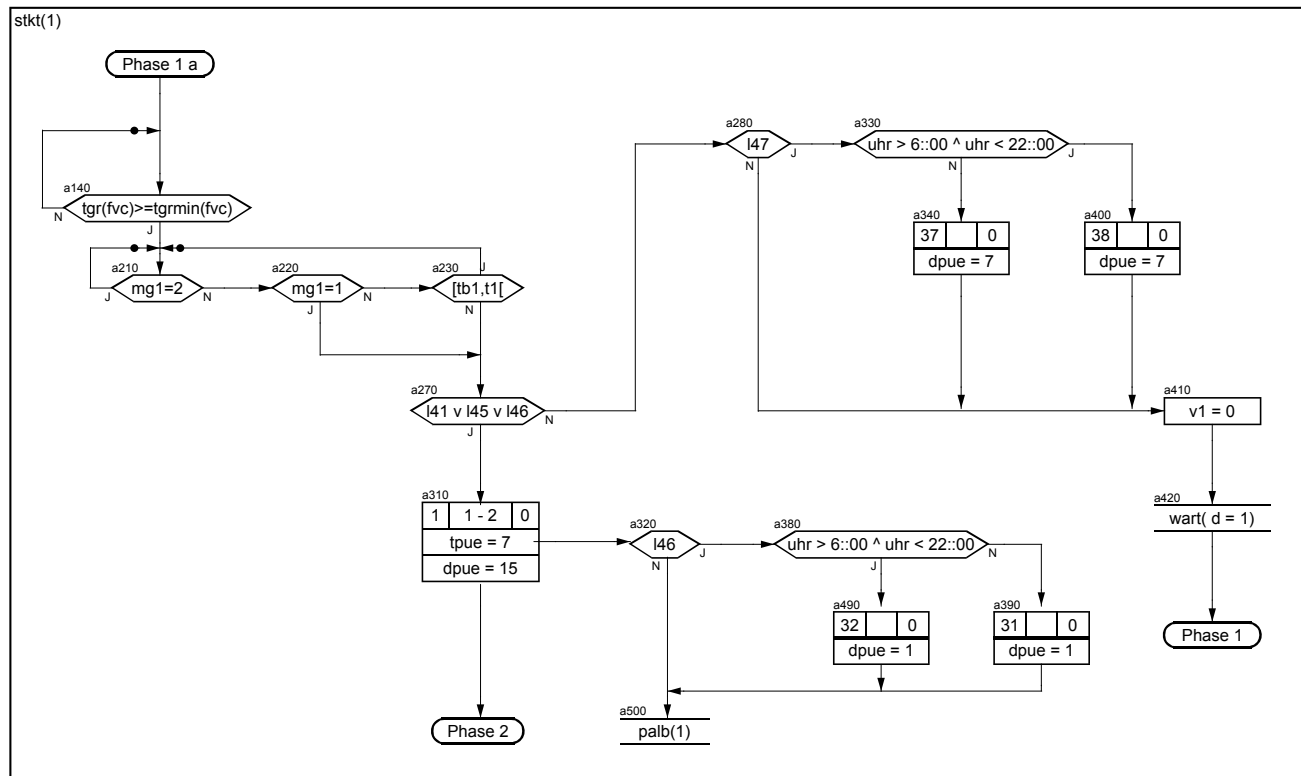 stkt(1)
Phase 1 a
a140
tgr(fvc)>=tgrmin(fvc)
N
J
a210
mg1=2
J
N
a220
mg1=1
N
J
a230
J
[tb1,t1[
N
a270
l41 v l45 v l46
N
J
a280
l47
J
N
a330
uhr > 6::00 ^ uhr < 22::00
J
N
a340
37 0
dpue = 7
a400
38 0
dpue = 7
a410
v1 = 0
a420
wart( d = 1)
Phase 1
a310
1 1 - 2 0
tpue = 7
dpue = 15
a320
l46
J
N
a380
uhr > 6::00 ^ uhr < 22::00
N
J
a490
32 0
dpue = 1
a390
31 0
dpue = 1
a500
palb(1)
Phase 2